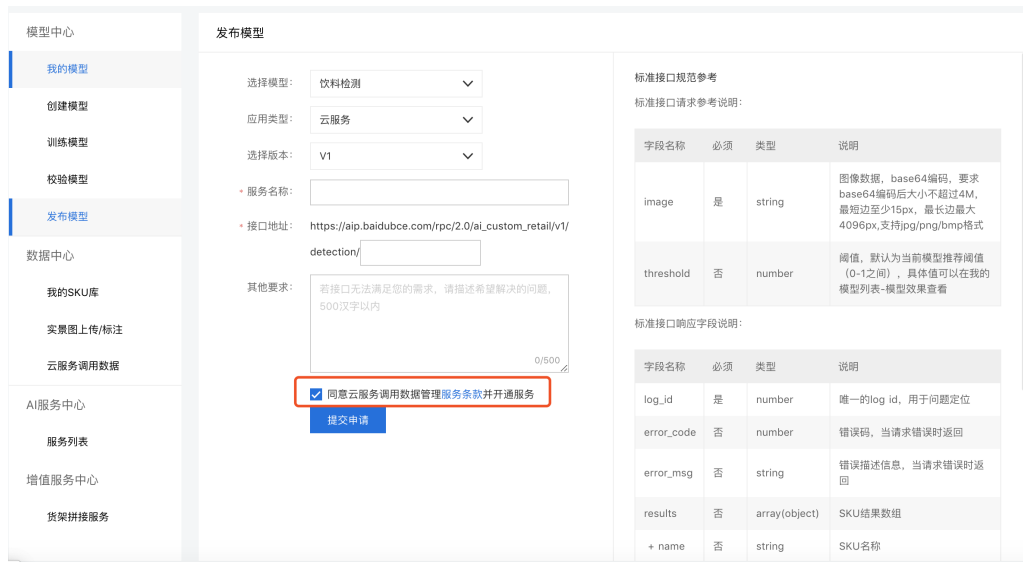 模型中心
我的模型
创建模型
训练模型
校验模型
发布模型
数据中心
我的SKU库
实景图上传/标注
云服务调用数据
AI服务中心
服务列表
增值服务中心
货架拼接服务
发布模型
选择模型： 饮料检测
应用类型： 云服务
选择版本： V1
* 服务名称：
* 接口地址： https://aip.baidubce.com/rpc/2.0/ai_custom_retail/v1/
detection/
其他要求： 若接口无法满足您的需求，请描述希望解决的问题，
500汉字以内
0/500
同意云服务调用数据管理服务条款并开通服务
提交申请
标准接口规范参考
标准接口请求参考说明：
字段名称 必须 类型 说明
image 是 string 图像数据，base64编码，要求
base64编码后大小不超过4M，
最短边至少15px，最长边最大
4096px,支持jpg/png/bmp格式
threshold 否 number 阈值，默认为当前模型推荐阈值
（0-1之间），具体值可以在我的
模型列表-模型效果查看
标准接口响应字段说明：
字段名称 必须 类型 说明
log_id 是 number 唯一的log id，用于问题定位
error_code 否 number 错误码，当请求错误时返回
error_msg 否 string 错误描述信息，当请求错误时返
回
results 否 array(object) SKU结果数组
+ name 否 string SKU名称